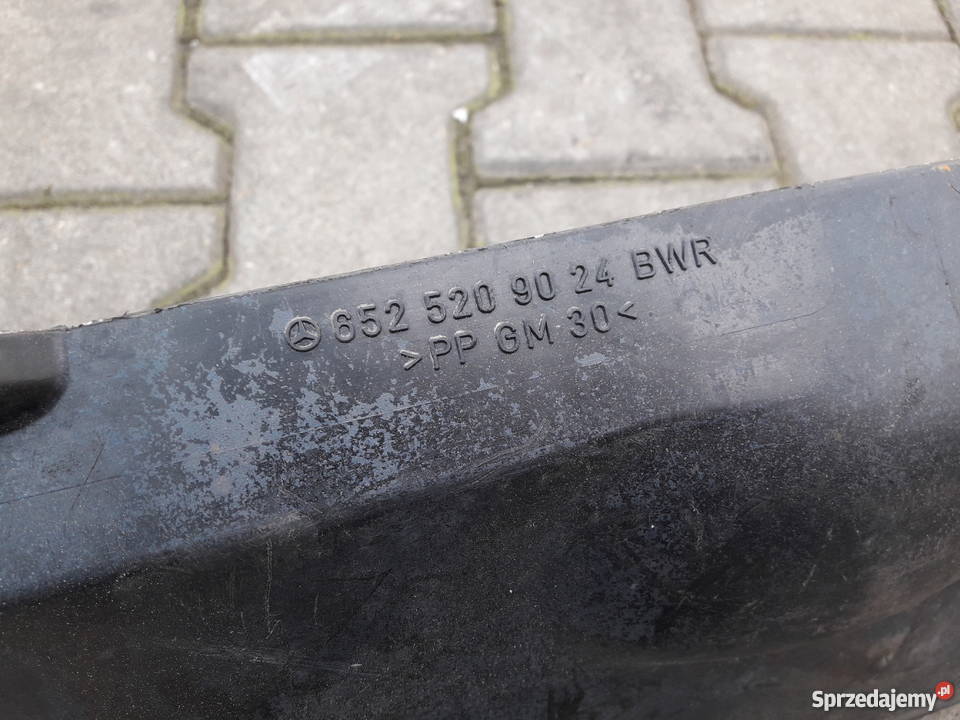 652 520 90 24 BWR
>PP GM 30<
Sprzedajemy.pl